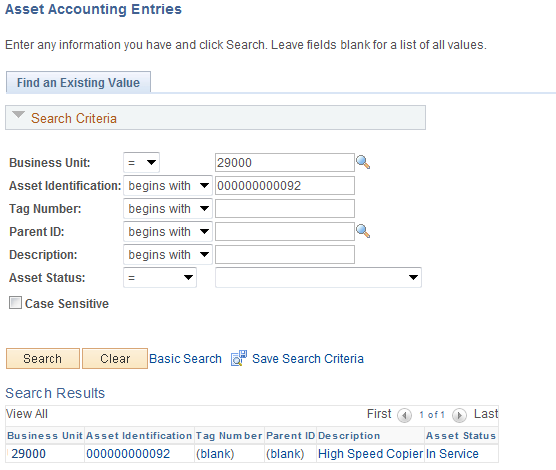 Asset Accounting Entries
Enter any information you have and click Search. Leave fields blank for a list of all values.
Find an Existing Value
Search Criteria
Business Unit: = 29000
Asset Identification: begins with 000000000092
Tag Number: begins with
Parent ID: begins with
Description: begins with
Asset Status: =
Case Sensitive
Search Clear Basic Search Save Search Criteria
Search Results
View All First 1 of 1 Last
Business Unit Asset Identification Tag Number Parent ID Description Asset Status
29000 000000000092 (blank) (blank) High Speed Copier In Service